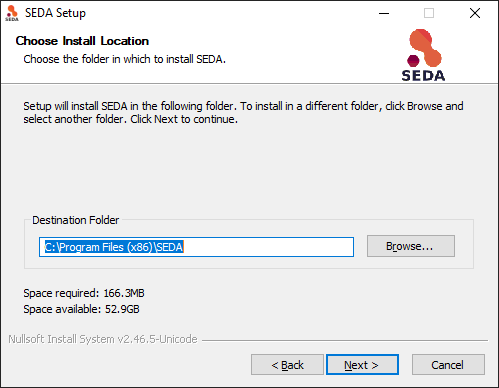 SEDA Setup
Choose Install Location
Choose the folder in which to install SEDA.
SEDA
Setup will install SEDA in the following folder. To install in a different folder, click Browse and
select another folder. Click Next to continue.
Destination Folder
C:\Program Files (x86)\SEDA
Browse...
Space required: 166.3MB
Space available: 52.9GB
Nullsoft Install System v2.46.5-Unicode
< Back
Next >
Cancel